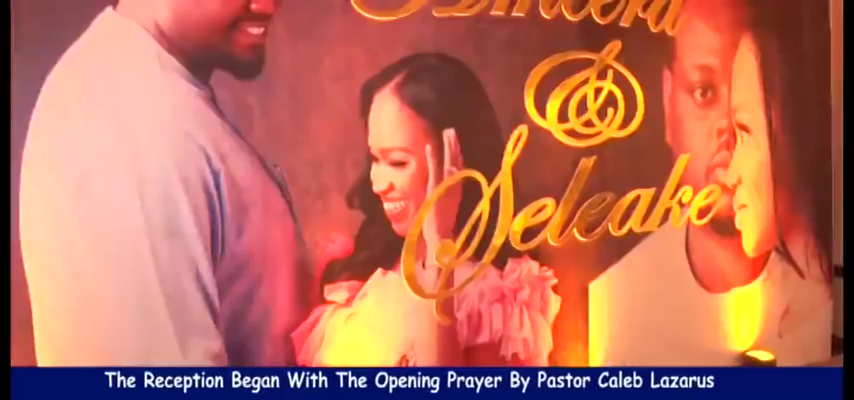 &
Seleake
The Reception Began With The Opening Prayer By Pastor Caleb Lazarus